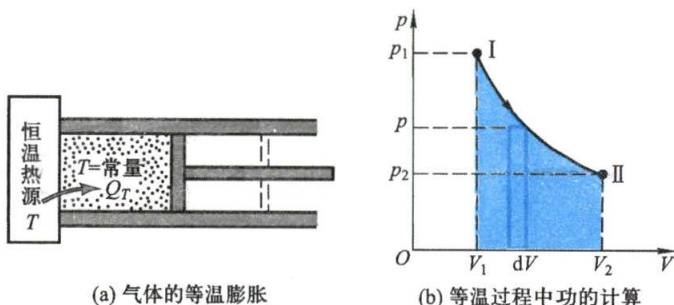 恒温热源
T
T=常量
Q_T
(a) 气体的等温膨胀
p
p₁
I
p
p₂
II
O
V₁
dV
V₂
V
(b) 等温过程中功的计算